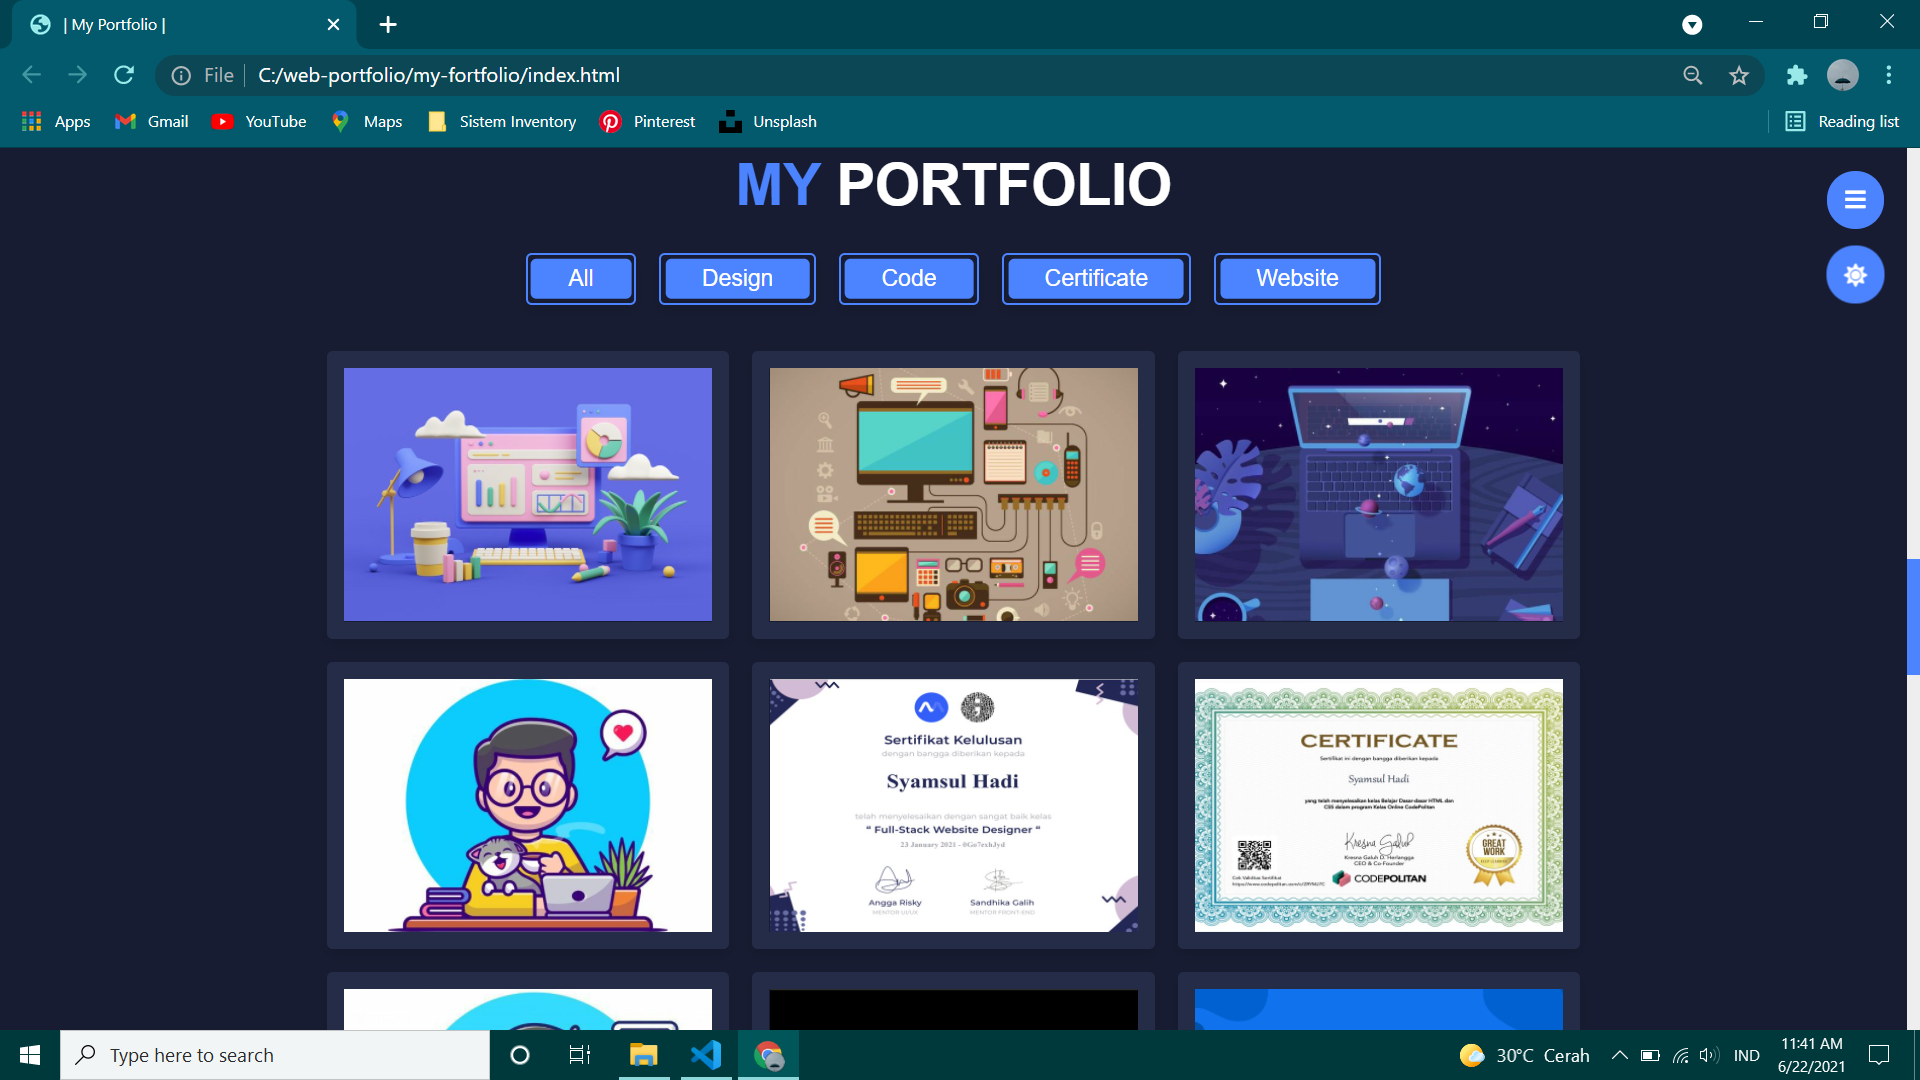 | My Portfolio |
File C:/web-portfolio/my-fortfolio/index.html
Apps Gmail YouTube Maps Sistem Inventory Pinterest Unsplash Reading list
MY PORTFOLIO
All Design Code Certificate Website
Sertifikat Kelulusan
dengan bangga diberikan kepada
Syamsul Hadi
telah menyelesaikan dengan sangat baik kelas
" Full-Stack Website Designer "
23 January 2021 -
Angga Risky Sandhika Galih
MENTOR UI/UX MENTOR FRONT-END
CERTIFICATE
Sertifikat ini dengan bangga diberikan kepada
Syamsul Hadi
yang telah menyelesaikan kelas Belajar Dasar-dasar HTML dan
CSS dalam program Kelas Online CodePolitan
Kresna Galuh
Kresna Galuh D. Herlangga
CEO & Co-Founder
GREAT
WORK
Cek Validitas Sertifikat
CODEPOLITAN
Type here to search
30°C Cerah IND 11:41 AM
6/22/2021